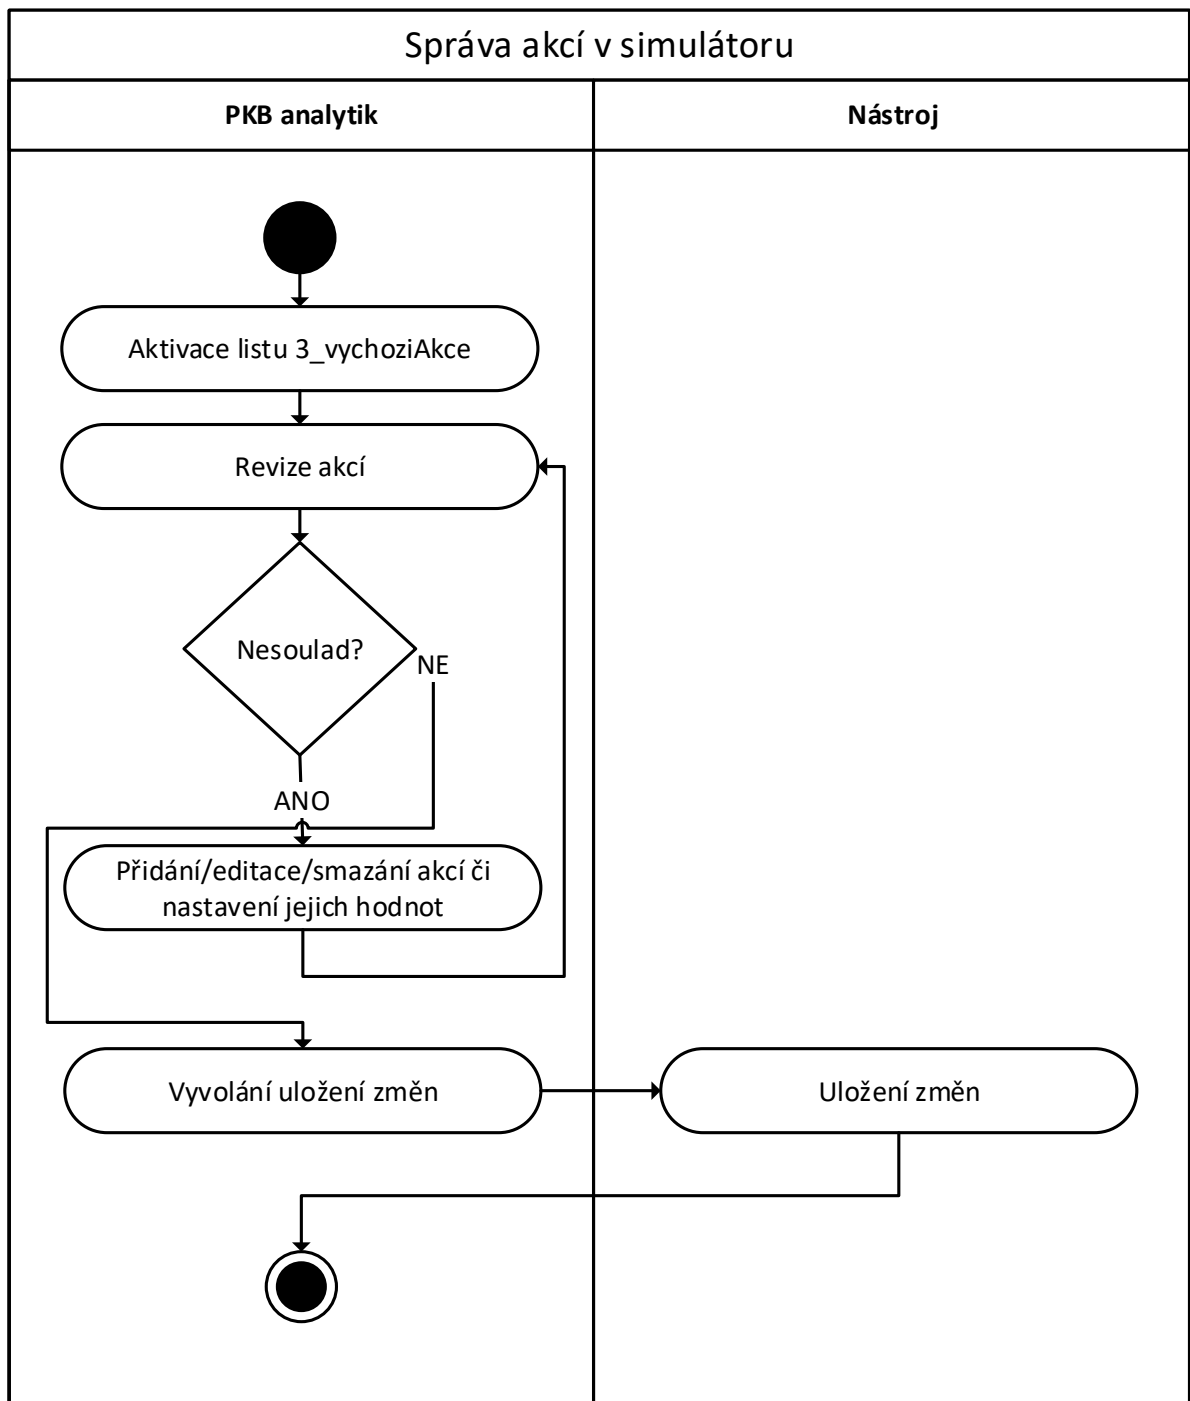 Správa akcí v simulátoru
PKB analytik
Nástroj
Aktivace listu 3_vychoziAkce
Revize akcí
Nesoulad?
NE
ANO
Přidání/editace/smazání akcí či
nastavení jejich hodnot
Vyvolání uložení změn
Uložení změn